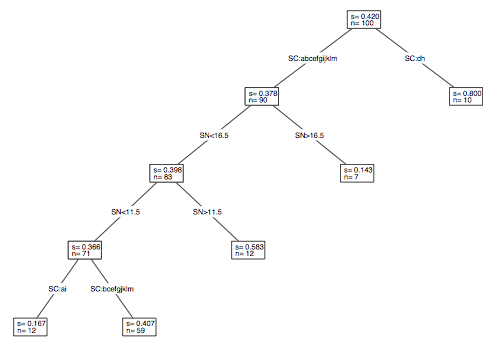 s= 0.420
n= 100
SC:abcefgijklm
SC:dh
s= 0.378
n= 90
s= 0.800
n= 10
SN<16.5
SN>16.5
s= 0.398
n= 83
s= 0.143
n= 7
SN<11.5
SN>11.5
s= 0.366
n= 71
s= 0.583
n= 12
SC:ai
SC:bcefgjklm
s= 0.167
n= 12
s= 0.407
n= 59